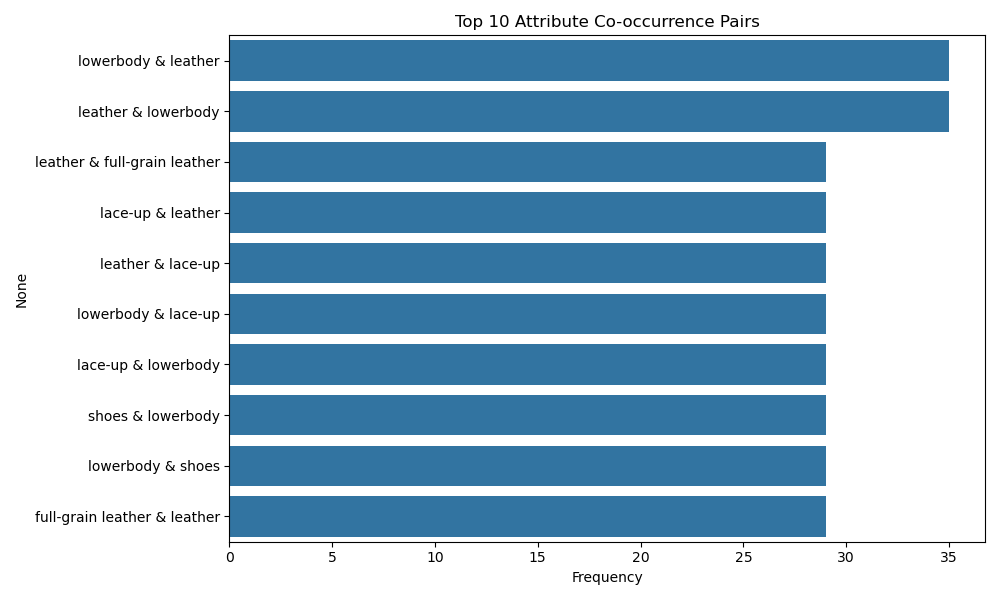 Top 10 Attribute Co-occurrence Pairs
None
lowerbody & leather
leather & lowerbody
leather & full-grain leather
lace-up & leather
leather & lace-up
lowerbody & lace-up
lace-up & lowerbody
shoes & lowerbody
lowerbody & shoes
full-grain leather & leather
0 5 10 15 20 25 30 35
Frequency